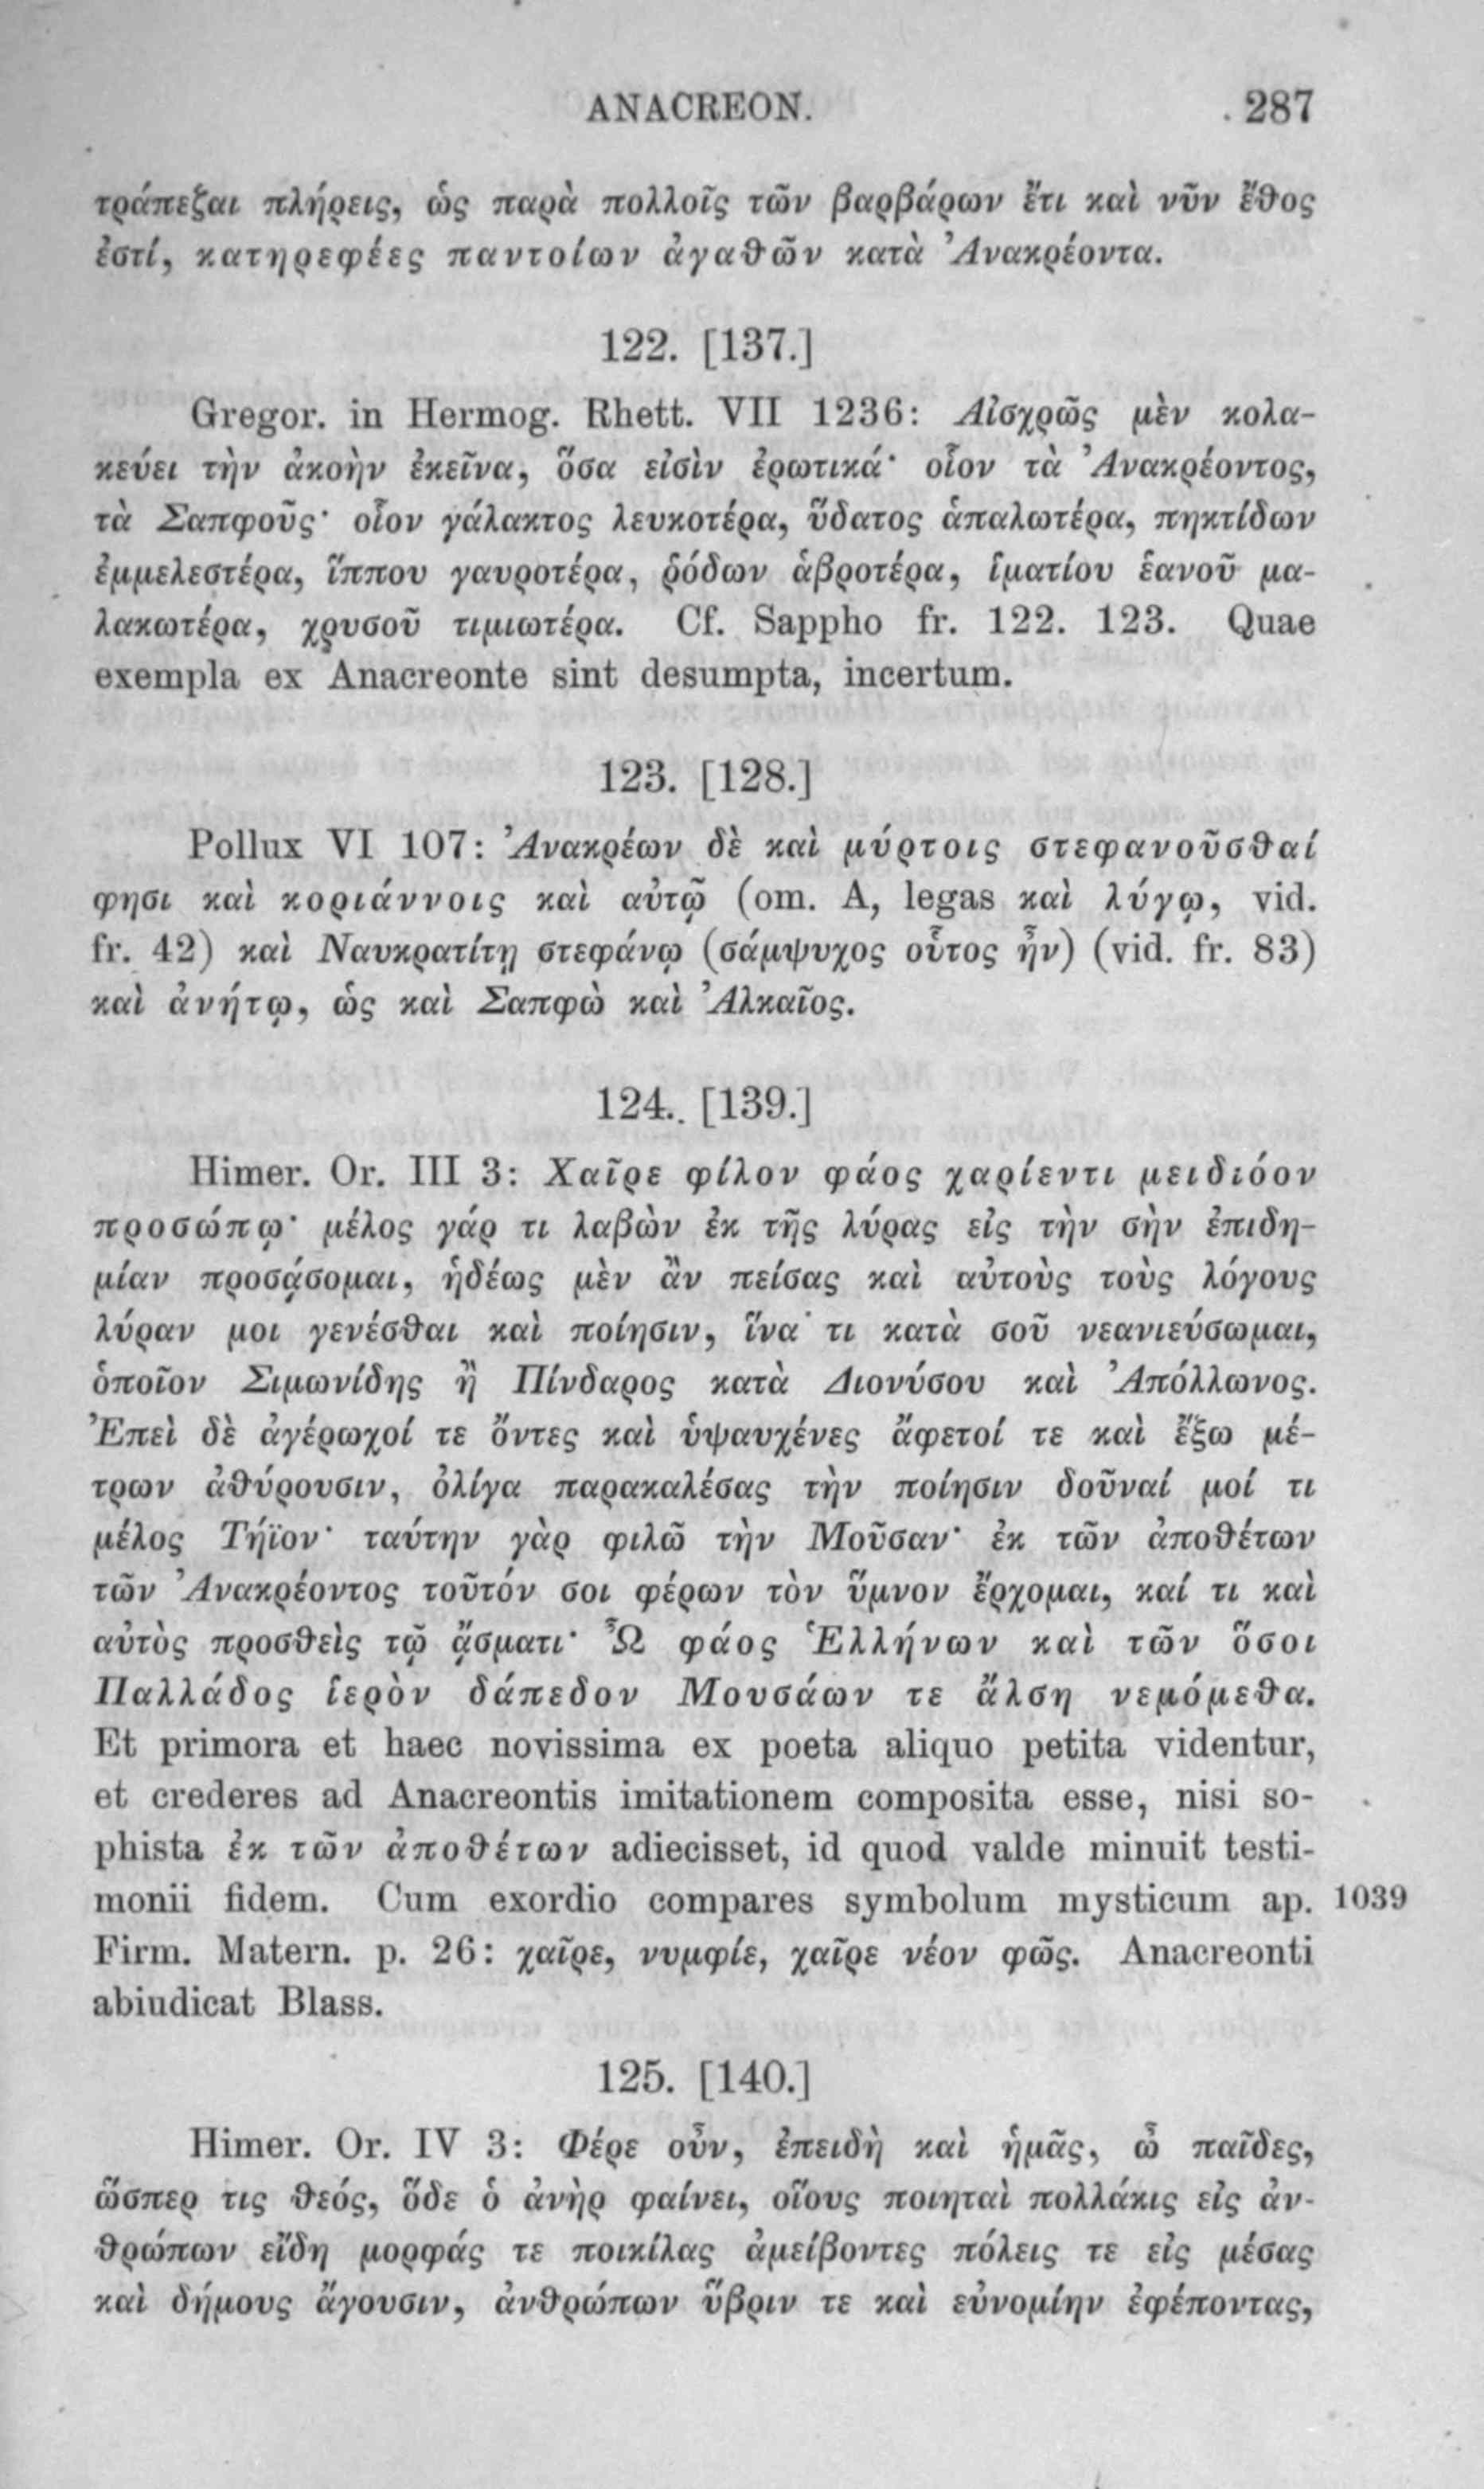 ANACREON. 287
τράπεζαι πλήρεις, ὡς παρὰ πολλοῖς τῶν βαρβάρων ἔτι καὶ νῦν ἔθος
ἐστί, κατηρεφέες παντοίων ἀγαθῶν κατὰ Ἀνακρέοντα.
122. [137.]
Gregor. in Hermog. Rhett. VII 1236: Αἰσχρῶς μὲν κολα-
κεύει τὴν ἀκοὴν ἐκεῖνα, ὅσα εἰσὶν ἐρωτικά· οἷον τὰ Ἀνακρέοντος,
τὰ Σαπφοῦς· οἷον γάλακτος λευκοτέρα, ὕδατος ἁπαλωτέρα, πηκτίδων
ἐμμελεστέρα, ἵππου γαυροτέρα, ῥόδων ἁβροτέρα, ἱματίου ἑανοῦ μα-
λακωτέρα, χρυσοῦ τιμιωτέρα. Cf. Sappho fr. 122. 123. Quae
exempla ex Anacreonte sint desumpta, incertum.
123. [128.]
Pollux VI 107: Ἀνακρέων δὲ καὶ μύρτοις στεφανοῦσθαί
φησι καὶ κοριάννοις καὶ αὐτῷ (om. A, legas καὶ λύγῳ, vid.
fr. 42) καὶ Ναυκρατίτῃ στεφάνῳ (σάμψυχος οὗτος ἦν) (vid. fr. 83)
καὶ ἀνήτῳ, ὡς καὶ Σαπφὼ καὶ Ἀλκαῖος.
124. [139.]
Himer. Or. III 3: Χαῖρε φίλον φάος χαρίεντι μειδιόον
προσώπῳ· μέλος γάρ τι λαβὼν ἐκ τῆς λύρας εἰς τὴν σὴν ἐπιδη-
μίαν προσᾴσομαι, ἡδέως μὲν ἂν πείσας καὶ αὐτοὺς τοὺς λόγους
λύραν μοι γενέσθαι καὶ ποίησιν, ἵνα τι κατὰ σοῦ νεανιεύσωμαι,
ὁποῖον Σιμωνίδης ἢ Πίνδαρος κατὰ Διονύσου καὶ Ἀπόλλωνος.
Ἐπεὶ δὲ ἀγέρωχοί τε ὄντες καὶ ὑψαυχένες ἄφετοί τε καὶ ἔξω μέ-
τρων ἀθύρουσιν, ὀλίγα παρακαλέσας τὴν ποίησιν δοῦναί μοί τι
μέλος Τήϊον· ταύτην γὰρ φιλῶ τὴν Μοῦσαν· ἐκ τῶν ἀποθέτων
τῶν Ἀνακρέοντος τοῦτόν σοι φέρων τὸν ὕμνον ἔρχομαι, καί τι καὶ
αὐτὸς προσθεὶς τῷ ᾄσματι· Ὦ φάος Ἑλλήνων καὶ τῶν ὅσοι
Παλλάδος ἱερὸν δάπεδον Μουσάων τε ἄλση νεμόμεθα.
Et primora et haec novissima ex poeta aliquo petita videntur,
et crederes ad Anacreontis imitationem composita esse, nisi so-
phista ἐκ τῶν ἀποθέτων adiecisset, id quod valde minuit testi-
monii fidem. Cum exordio compares symbolum mysticum ap. 1039
Firm. Matern. p. 26: χαῖρε, νυμφίε, χαῖρε νέον φῶς. Anacreonti
abiudicat Blass.
125. [140.]
Himer. Or. IV 3: Φέρε οὖν, ἐπειδὴ καὶ ἡμᾶς, ὦ παῖδες,
ὥσπερ τις θεός, ὅδε ὁ ἀνὴρ φαίνει, οἵους ποιηταὶ πολλάκις εἰς ἀν-
θρώπων εἴδη μορφάς τε ποικίλας ἀμείβοντες πόλεις τε εἰς μέσας
καὶ δήμους ἄγουσιν, ἀνθρώπων ὕβριν τε καὶ εὐνομίην ἐφέποντας,